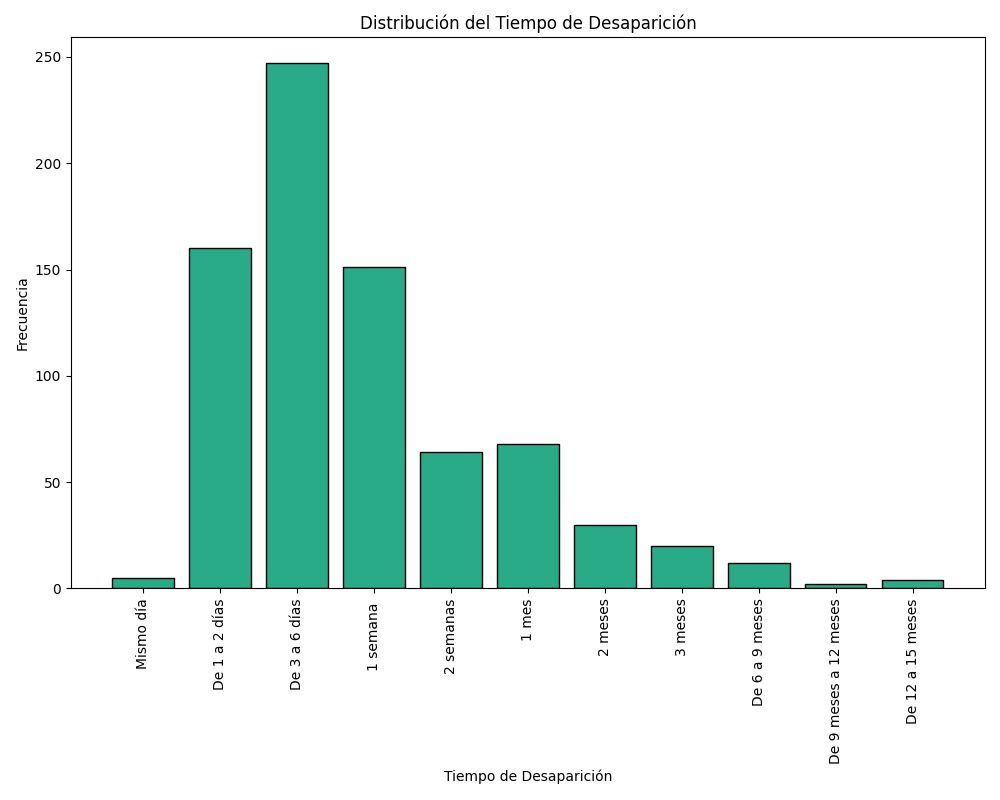 Distribución del Tiempo de Desaparición
250
200
150
100
50
0
Frecuencia
Mismo día
De 1 a 2 días
De 3 a 6 días
1 semana
2 semanas
1 mes
2 meses
3 meses
De 6 a 9 meses
De 9 meses a 12 meses
De 12 a 15 meses
Tiempo de Desaparición